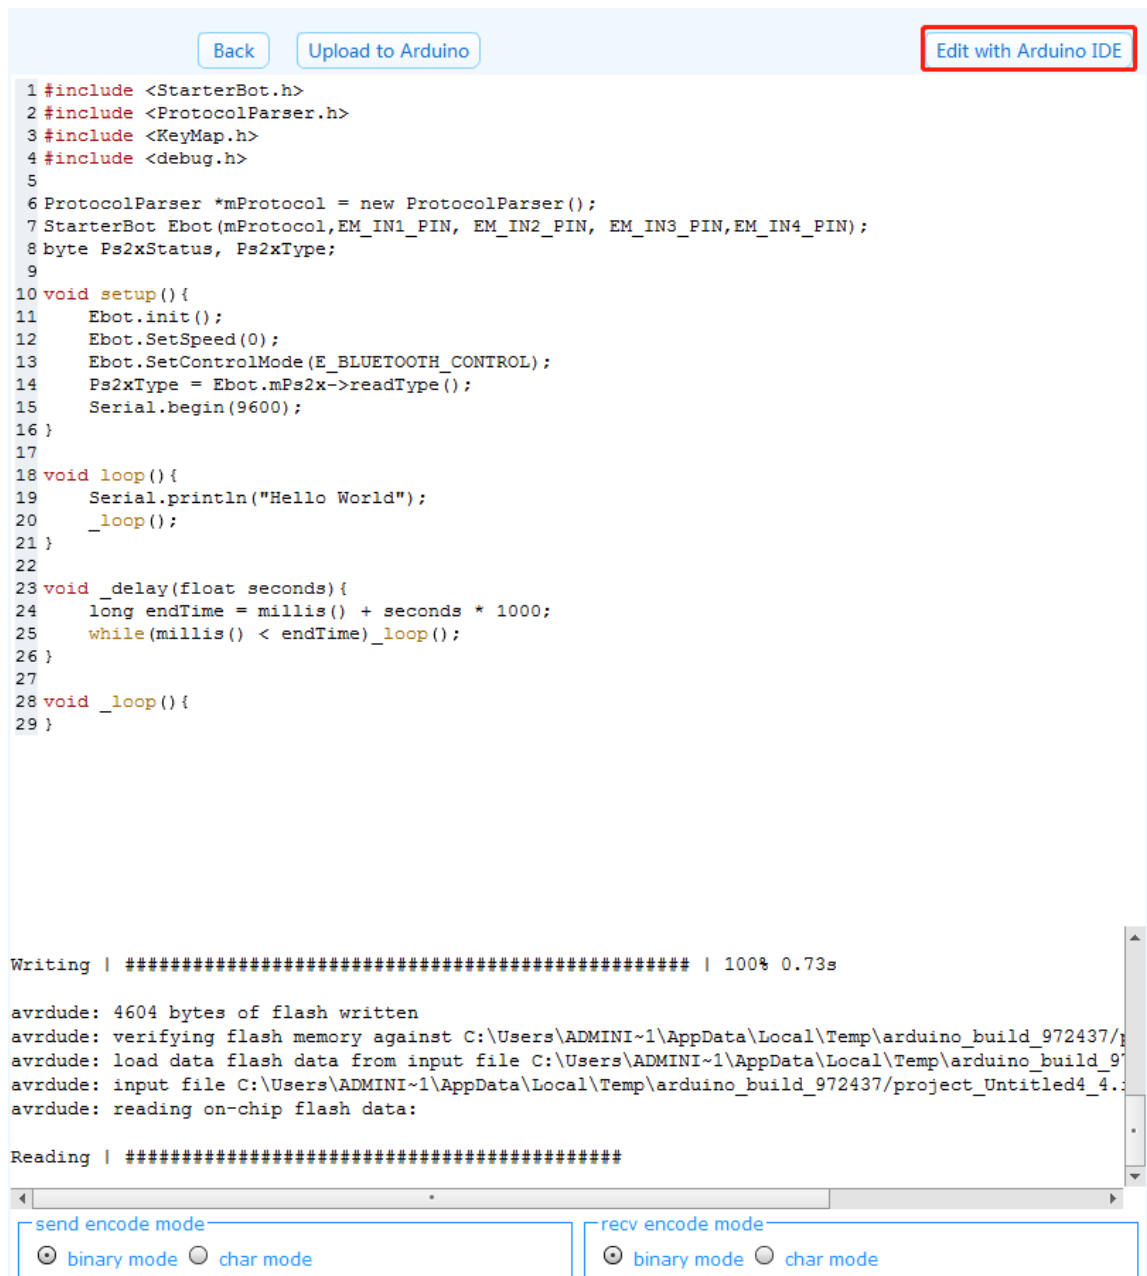 Back Upload to Arduino Edit with Arduino IDE
1 #include <StarterBot.h>
2 #include <ProtocolParser.h>
3 #include <KeyMap.h>
4 #include <debug.h>
5
6 ProtocolParser *mProtocol = new ProtocolParser();
7 StarterBot Ebot(mProtocol,EM_IN1_PIN, EM_IN2_PIN, EM_IN3_PIN,EM_IN4_PIN);
8 byte Ps2xStatus, Ps2xType;
9
10 void setup(){
11     Ebot.init();
12     Ebot.SetSpeed(0);
13     Ebot.SetControlMode(E_BLUETOOTH_CONTROL);
14     Ps2xType = Ebot.mPs2x->readType();
15     Serial.begin(9600);
16 }
17
18 void loop(){
19     Serial.println("Hello World");
20     _loop();
21 }
22
23 void _delay(float seconds){
24     long endTime = millis() + seconds * 1000;
25     while(millis() < endTime)_loop();
26 }
27
28 void _loop(){
29 }
Writing | ################################################## | 100% 0.73s
avrdude: 4604 bytes of flash written
avrdude: verifying flash memory against C:\Users\ADMINI~1\AppData\Local\Temp\arduino_build_972437/
avrdude: load data flash data from input file C:\Users\ADMINI~1\AppData\Local\Temp\arduino_build_97
avrdude: input file C:\Users\ADMINI~1\AppData\Local\Temp\arduino_build_972437/project_Untitled4_4.
avrdude: reading on-chip flash data:
Reading | ############################################
send encode mode recv encode mode
binary mode char mode binary mode char mode